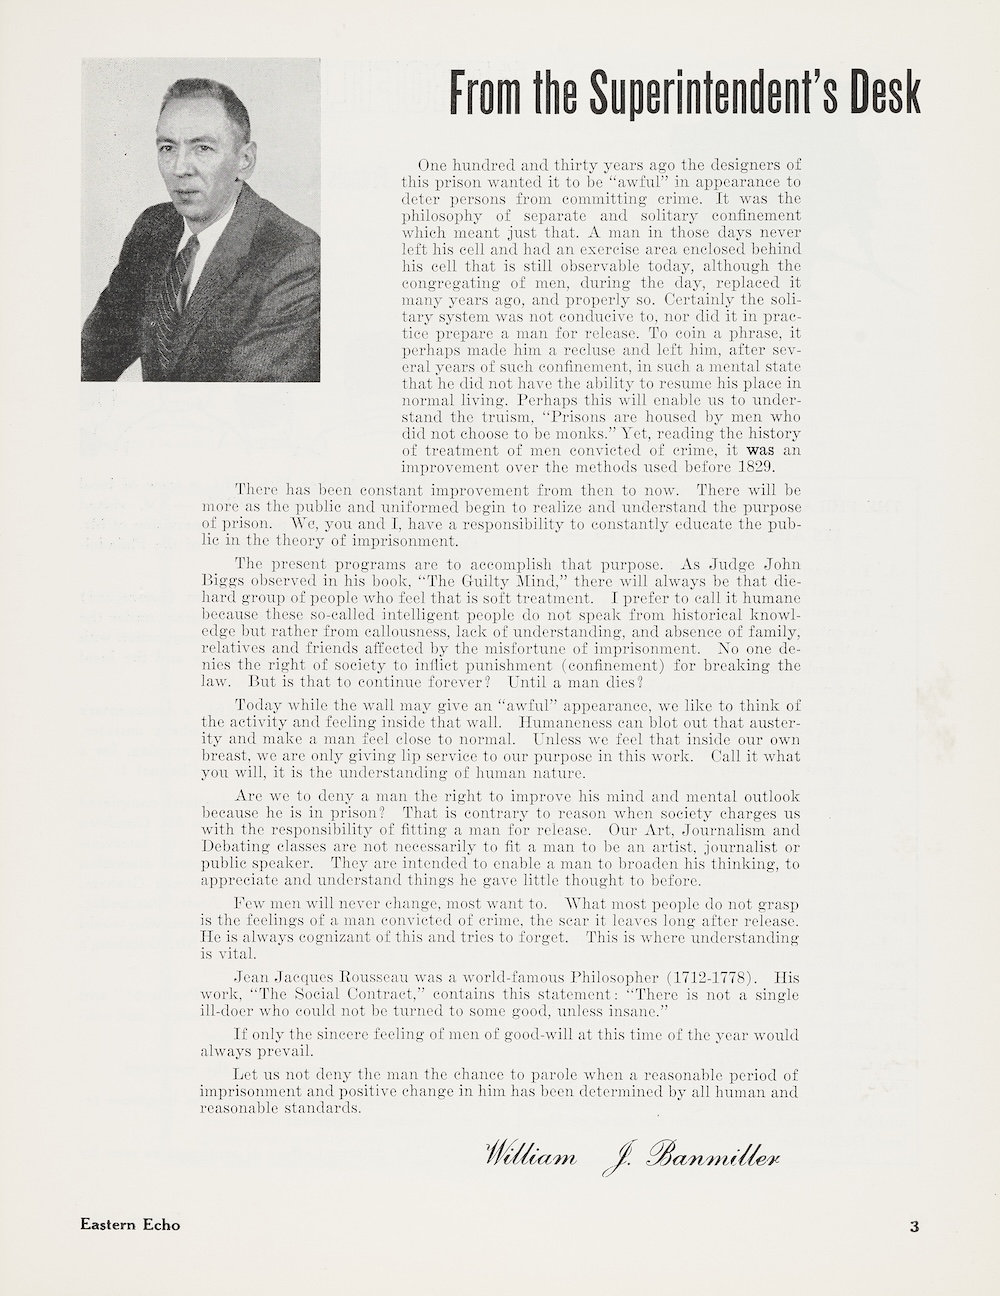 From the Superintendent's Desk
One hundred and thirty years ago the designers of
this prison wanted it to be "awful" in appearance to
deter persons from committing crime. It was the
philosophy of separate and solitary confinement
which meant just that. A man in those days never
left his cell and had an exercise area enclosed behind
his cell that is still observable today, although the
congregating of men, during the day, replaced it
many years ago, and properly so. Certainly the soli-
tary system was not conducive to, nor did it in prac-
tice prepare a man for release. To coin a phrase, it
perhaps made him a recluse and left him, after sev-
eral years of such confinement, in such a mental state
that he did not have the ability to resume his place in
normal living. Perhaps this will enable us to under-
stand the truism, "Prisons are housed by men who
did not choose to be monks." Yet, reading the history
of treatment of men convicted of crime, it was an
improvement over the methods used before 1829.
There has been constant improvement from then to now. There will be
more as the public and uniformed begin to realize and understand the purpose
of prison. We, you and I, have a responsibility to constantly educate the pub-
lic in the theory of imprisonment.
The present programs are to accomplish that purpose. As Judge John
Biggs observed in his book, "The Guilty Mind," there will always be that die-
hard group of people who feel that is soft treatment. I prefer to call it humane
because these so-called intelligent people do not speak from historical knowl-
edge but rather from callousness, lack of understanding, and absence of family,
relatives and friends affected by the misfortune of imprisonment. No one de-
nies the right of society to inflict punishment (confinement) for breaking the
law. But is that to continue forever? Until a man dies?
Today while the wall may give an "awful" appearance, we like to think of
the activity and feeling inside that wall. Humaneness can blot out that auster-
ity and make a man feel close to normal. Unless we feel that inside our own
breast, we are only giving lip service to our purpose in this work. Call it what
you will, it is the understanding of human nature.
Are we to deny a man the right to improve his mind and mental outlook
because he is in prison? That is contrary to reason when society charges us
with the responsibility of fitting a man for release. Our Art, Journalism and
Debating classes are not necessarily to fit a man to be an artist, journalist or
public speaker. They are intended to enable a man to broaden his thinking, to
appreciate and understand things he gave little thought to before.
Few men will never change, most want to. What most people do not grasp
is the feelings of a man convicted of crime, the scar it leaves long after release.
He is always cognizant of this and tries to forget. This is where understanding
is vital.
Jean Jacques Rousseau was a world-famous Philosopher (1712-1778). His
work, "The Social Contract," contains this statement: "There is not a single
ill-doer who could not be turned to some good, unless insane."
If only the sincere feeling of men of good-will at this time of the year would
always prevail.
Let us not deny the man the chance to parole when a reasonable period of
imprisonment and positive change in him has been determined by all human and
reasonable standards.
William J. Banmiller
Eastern Echo 3